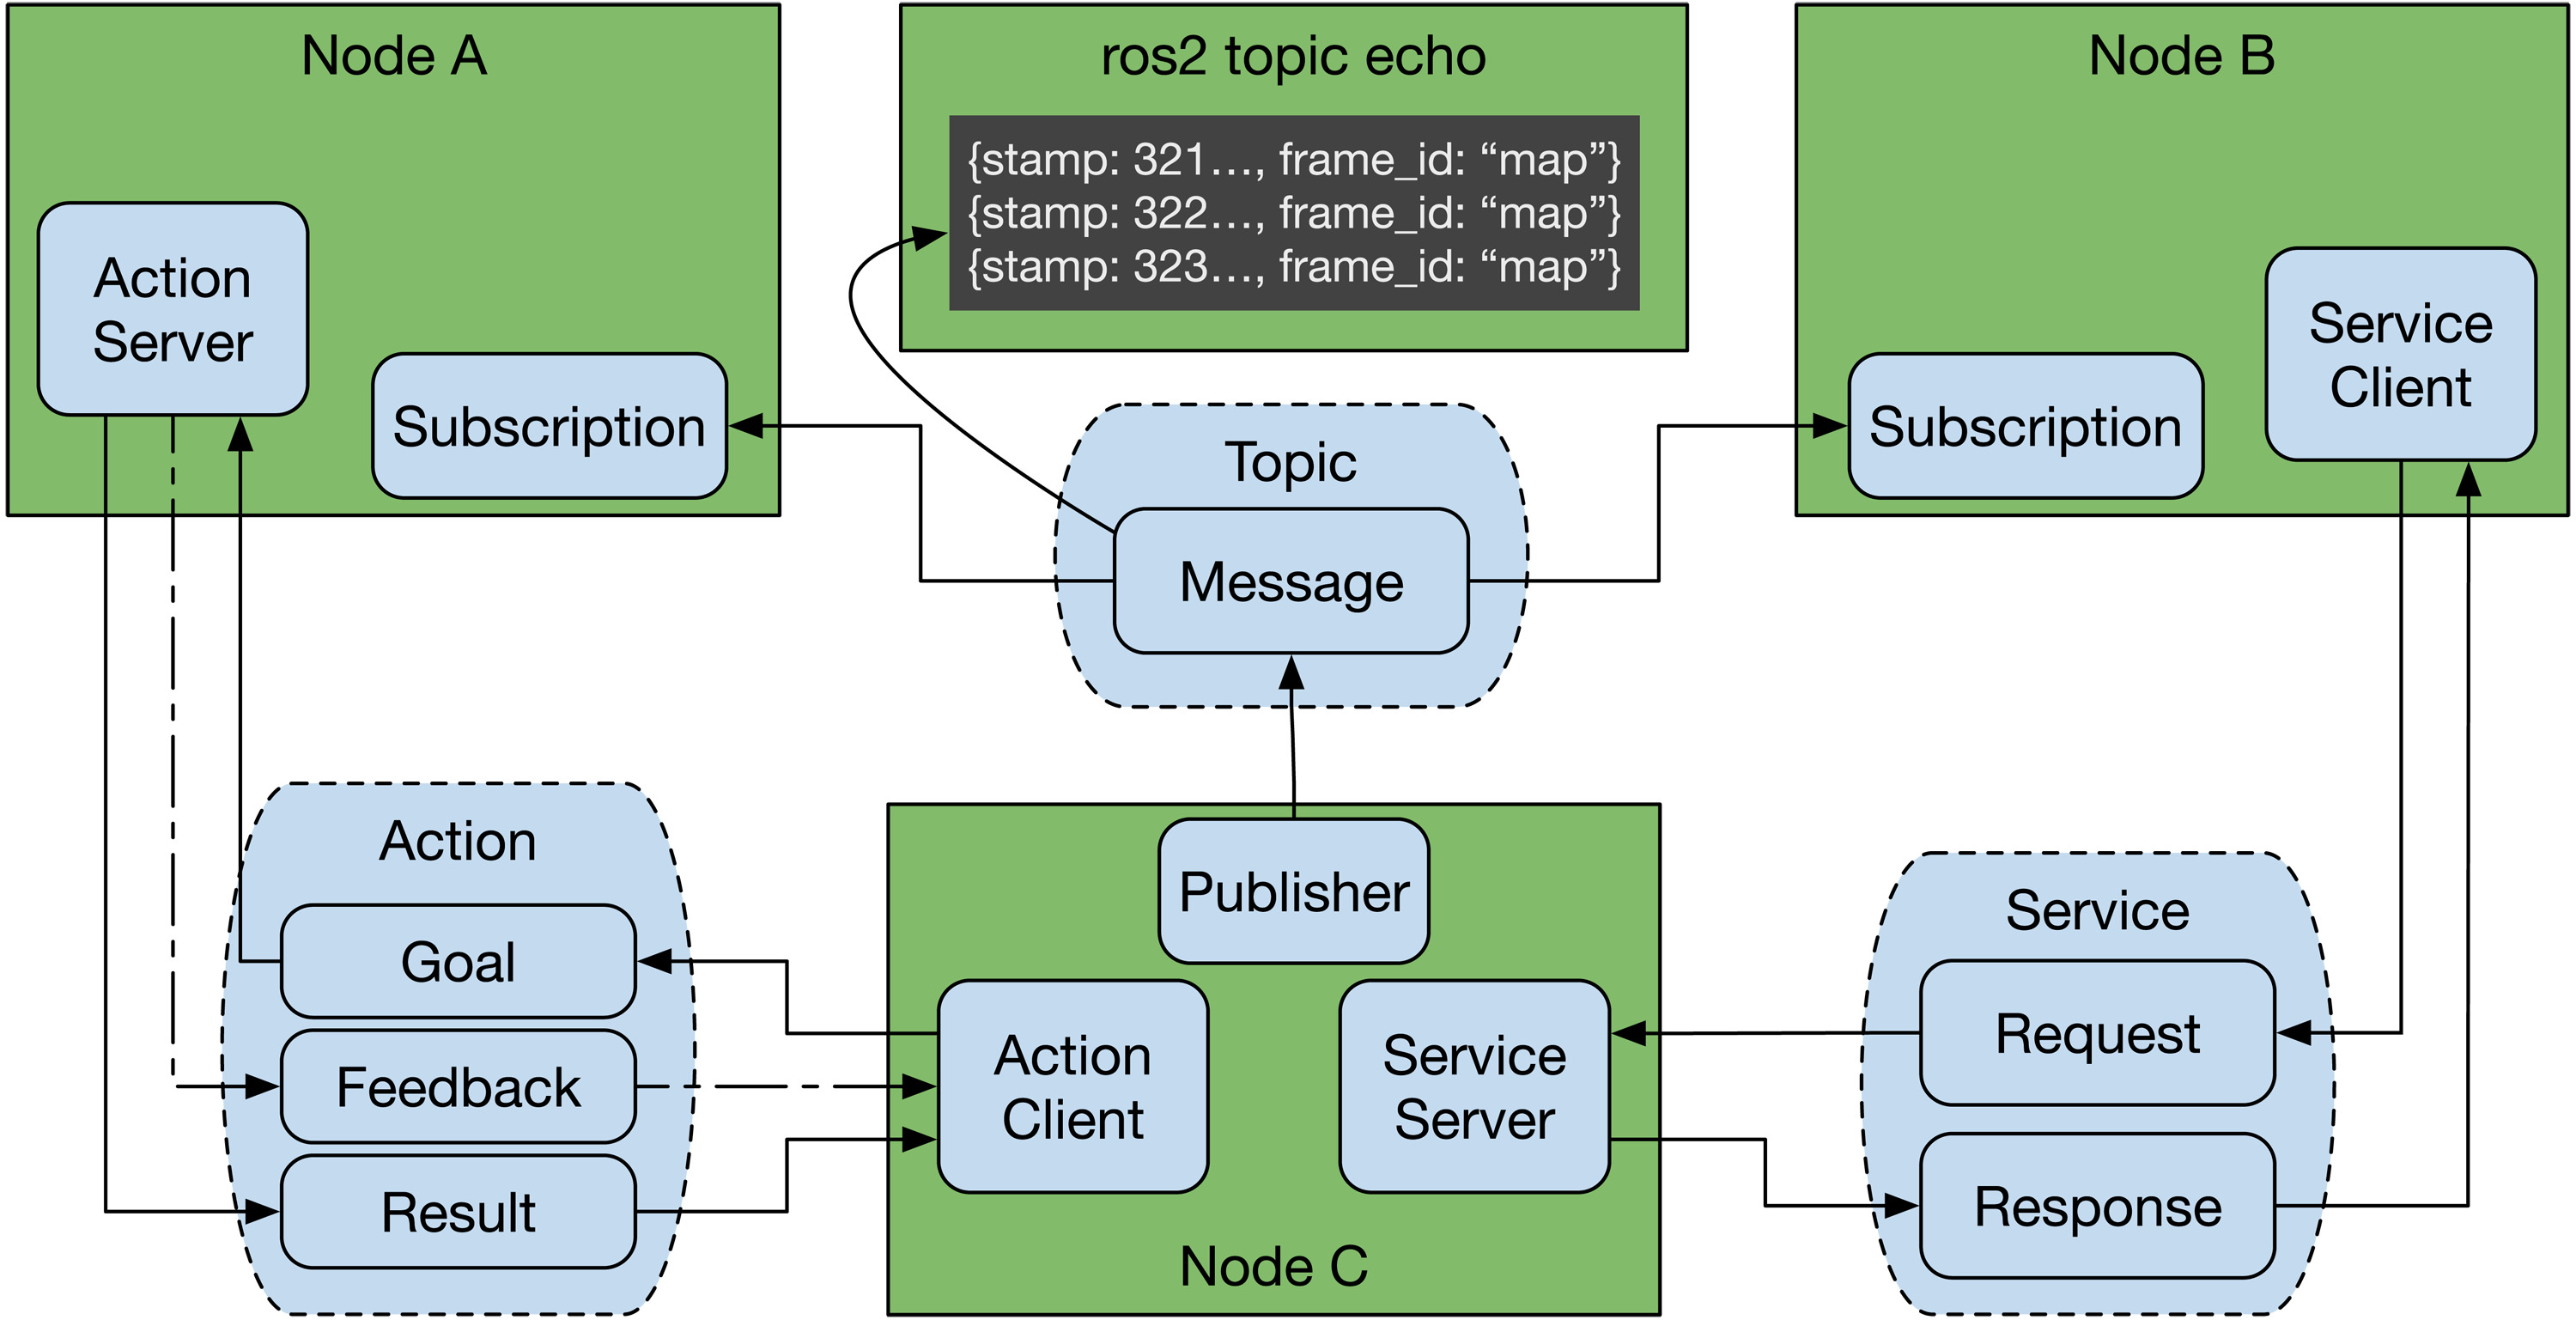 Node A
ros2 topic echo
Node B
{stamp: 321…, frame_id: “map”}
{stamp: 322…, frame_id: “map”}
{stamp: 323…, frame_id: “map”}
Action
Server
Subscription
Service
Client
Subscription
Topic
Message
Action
Goal
Feedback
Result
Publisher
Action
Client
Service
Server
Node C
Service
Request
Response